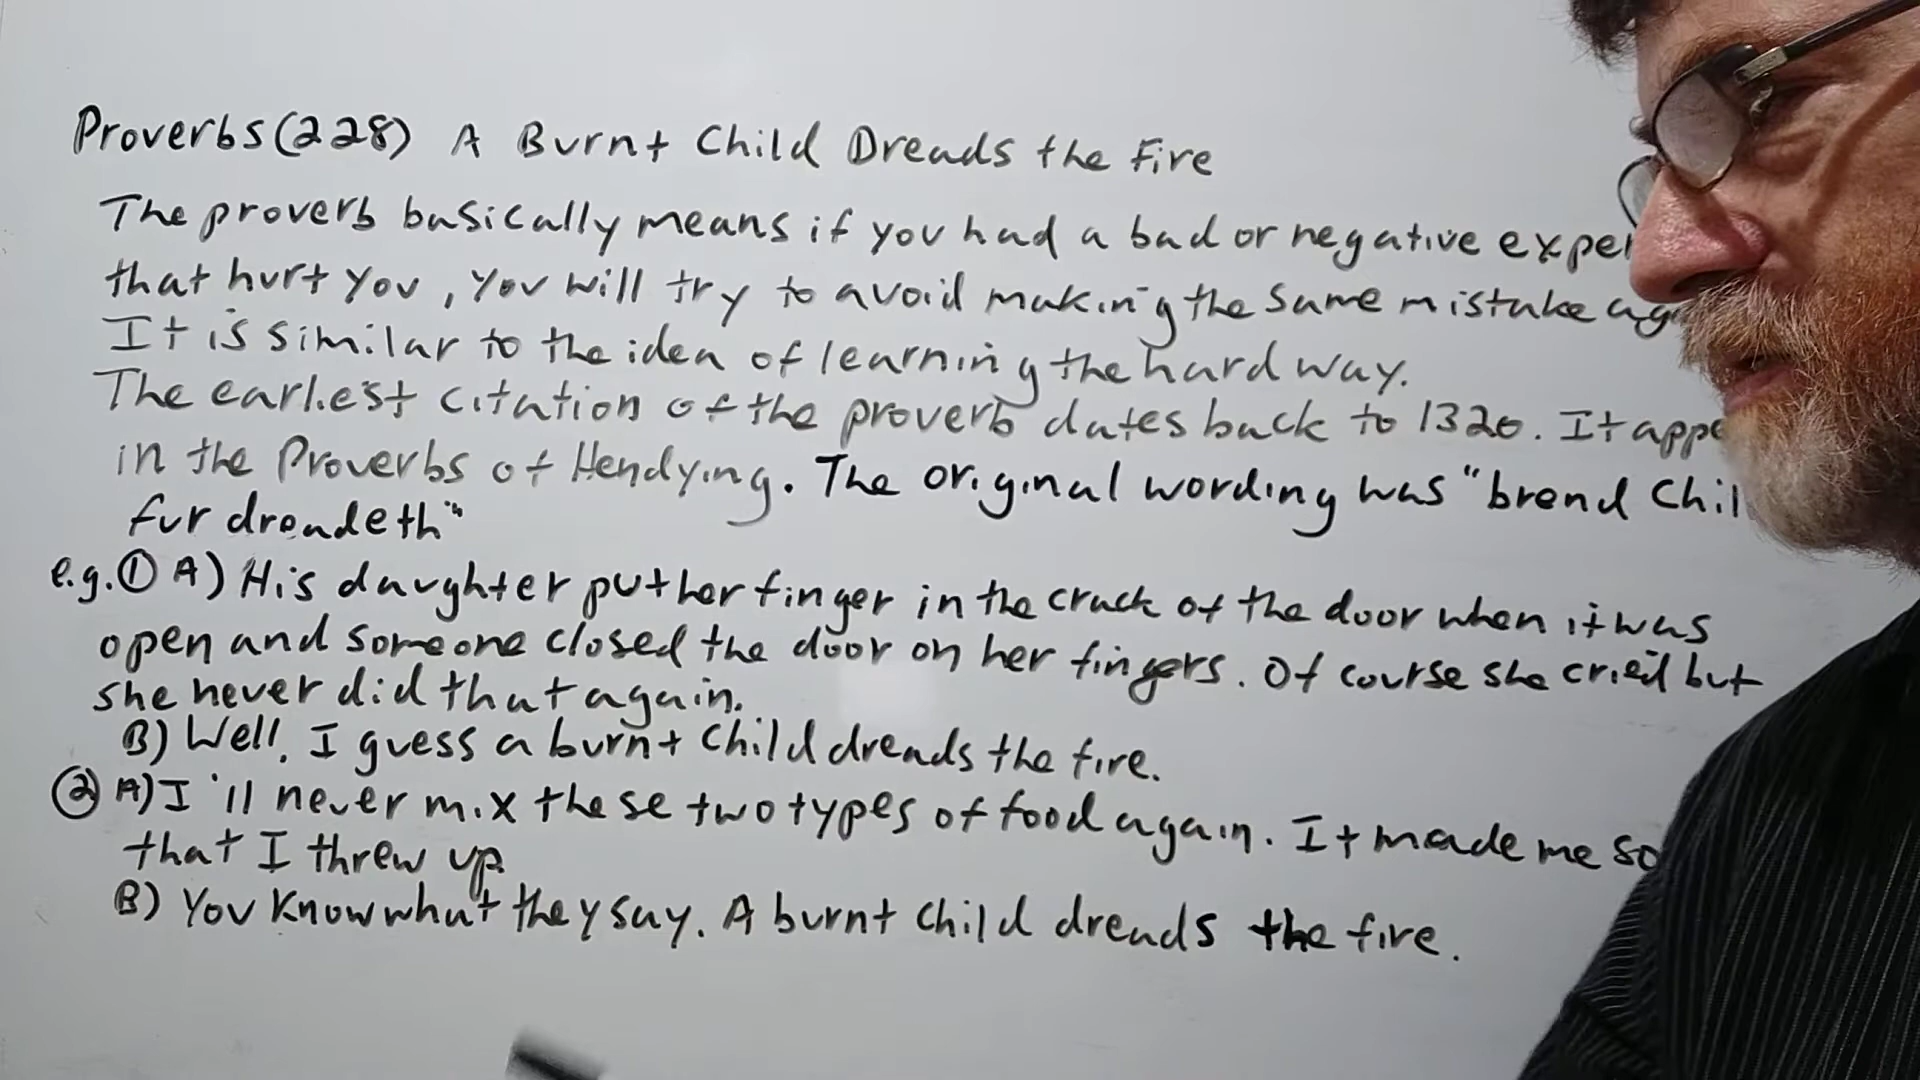 Proverbs (228) A Burnt Child Dreads the Fire
The proverb basically means if you had a bad or negative exper
that hurt you, you will try to avoid making the same mistake ag
It is similar to the idea of learning the hard way.
The earliest citation of the proverb dates back to 1320. It appe
in the Proverbs of Hendying. The original wording was "brend Chil
fur dreadeth"
e.g. ① A) His daughter put her finger in the crack of the door when it was
open and someone closed the door on her fingers. Of course she cried but
she never did that again.
B) Well, I guess a burnt child dreads the fire.
② A) I'll never mix these two types of food again. It made me so
that I threw up.
B) You know what they say. A burnt child dreads the fire.